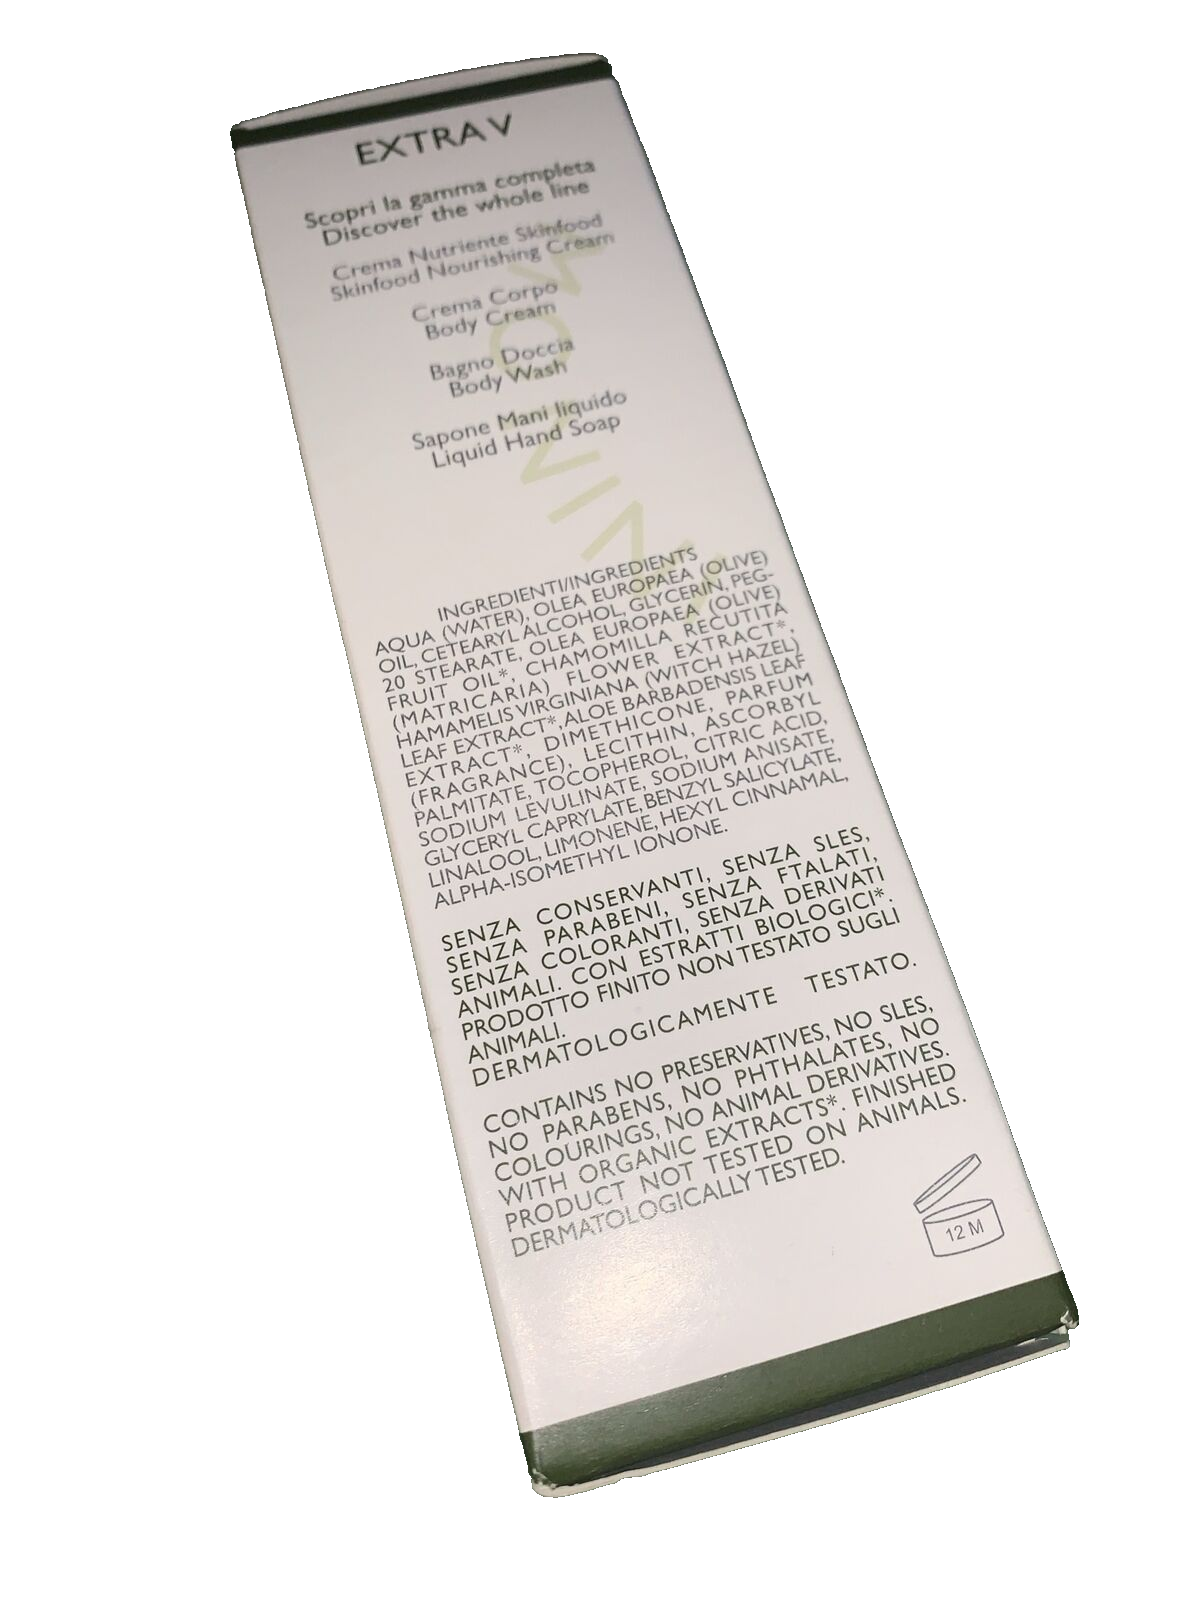 EXTRA V
Scopri la gamma completa
Discover the whole line
Crema Nutriente Skinfood
Skinfood Nourishing Cream
Crema Corpo
Body Cream
Bagno Doccia
Body Wash
Sapone Mani liquido
Liquid Hand Soap
INGREDIENTI/INGREDIENTS
AQUA (WATER), OLEA EUROPAEA (OLIVE)
OIL, CETEARYL ALCOHOL, GLYCERIN, PEG-
20 STEARATE, OLEA EUROPAEA (OLIVE)
FRUIT OIL*, CHAMOMILLA RECUTITA
(MATRICARIA) FLOWER EXTRACT*,
HAMAMELIS VIRGINIANA (WITCH HAZEL)
LEAF EXTRACT*, ALOE BARBADENSIS LEAF
EXTRACT*, DIMETHICONE, PARFUM
(FRAGRANCE), LECITHIN, ASCORBYL
PALMITATE, TOCOPHEROL, CITRIC ACID,
SODIUM LEVULINATE, SODIUM ANISATE,
GLYCERYL CAPRYLATE, BENZYL SALICYLATE,
LINALOOL, LIMONENE, HEXYL CINNAMAL,
ALPHA-ISOMETHYL IONONE.
SENZA CONSERVANTI, SENZA SLES,
SENZA PARABENI, SENZA FTALATI,
SENZA COLORANTI, SENZA DERIVATI
ANIMALI. CON ESTRATTI BIOLOGICI*.
PRODOTTO FINITO NON TESTATO SUGLI
ANIMALI.
DERMATOLOGICAMENTE TESTATO.
CONTAINS NO PRESERVATIVES, NO SLES,
NO PARABENS, NO PHTHALATES, NO
COLOURINGS, NO ANIMAL DERIVATIVES.
WITH ORGANIC EXTRACTS*. FINISHED
PRODUCT NOT TESTED ON ANIMALS.
DERMATOLOGICALLY TESTED.
12 M